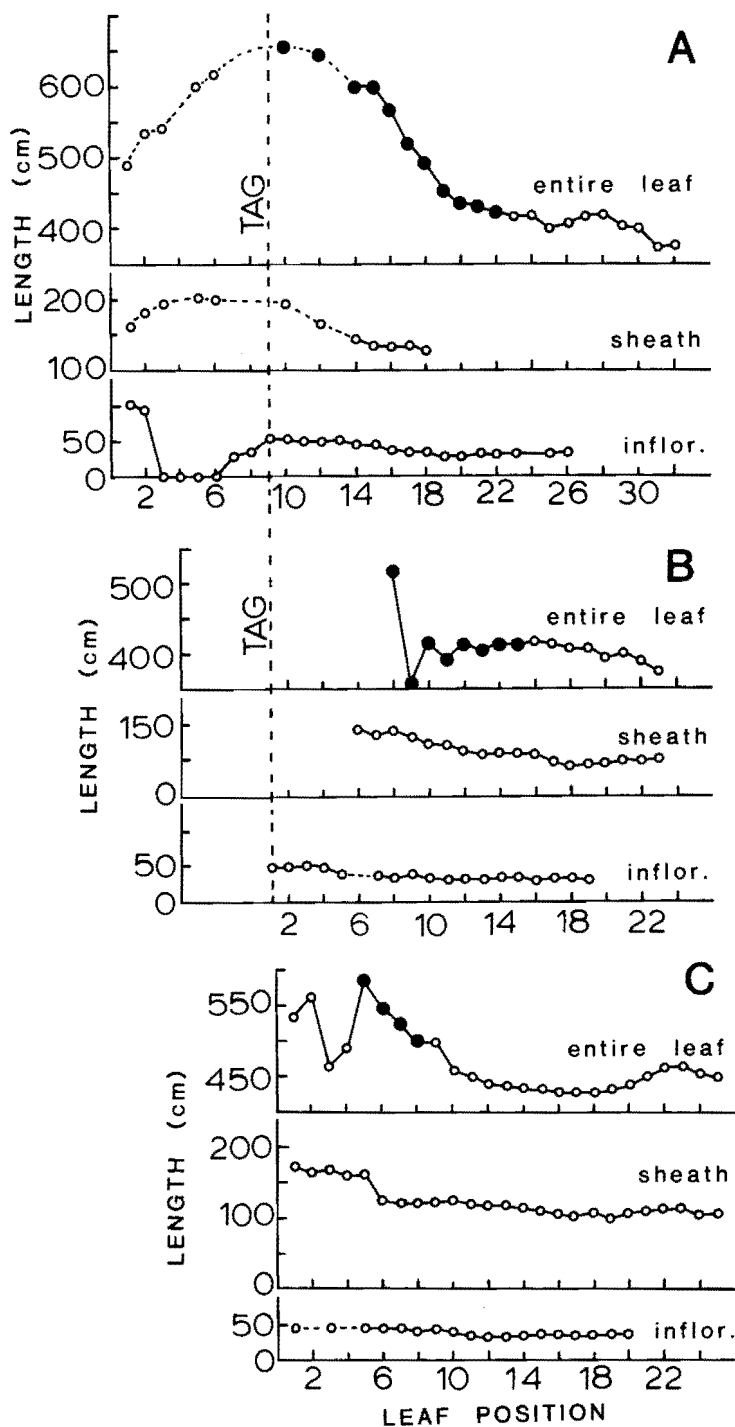 A
600
500
400
LENGTH (cm)
TAG
entire leaf
200
100
sheath
50
0
inflor.
2 6 10 14 18 22 26 30
B
500
400
LENGTH (cm)
TAG
entire leaf
150
0
sheath
50
0
inflor.
2 6 10 14 18 22
C
550
450
LENGTH (cm)
entire leaf
200
100
0
sheath
50
0
inflor.
2 6 10 14 18 22
LEAF POSITION